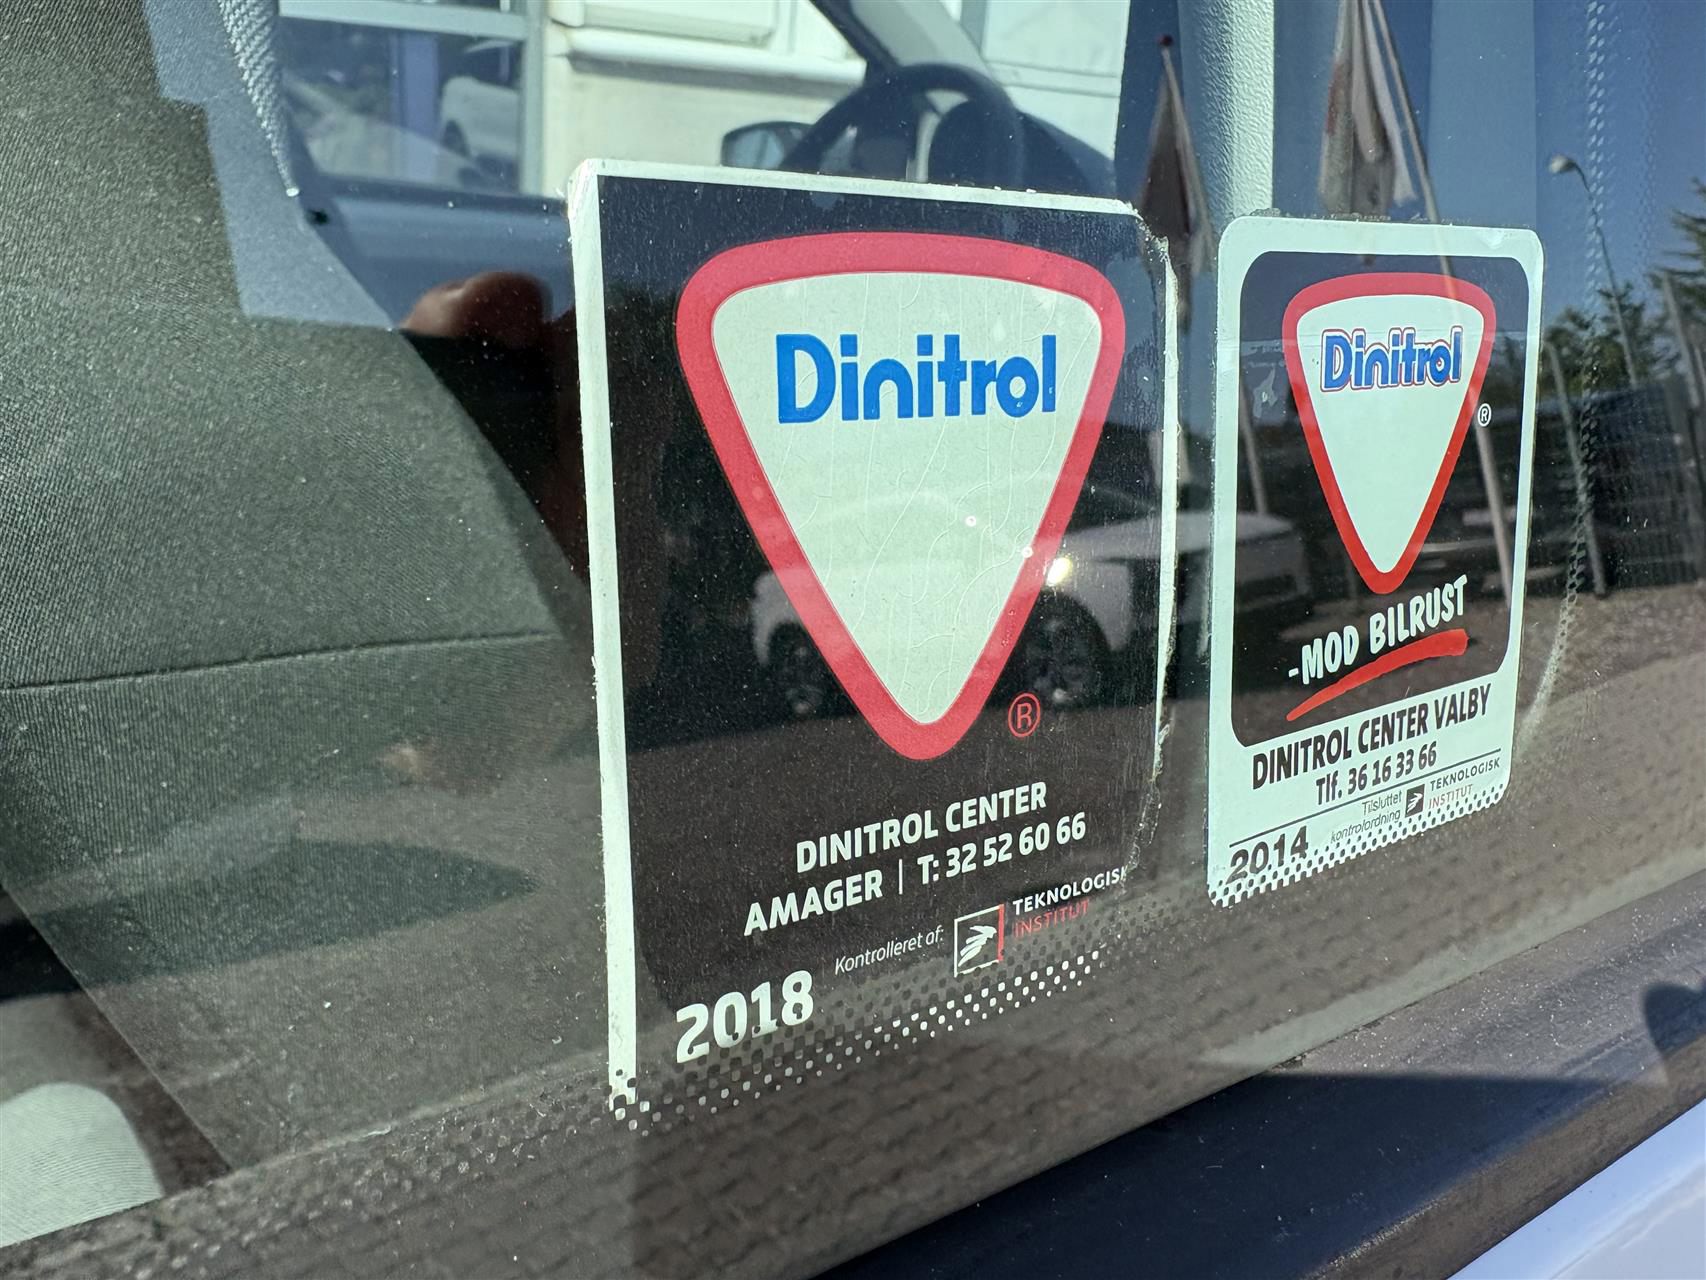 Dinitrol
®
DINITROL CENTER
AMAGER | T: 32 52 60 66
Kontrolleret af:
TEKNOLOGISK
INSTITUT
2018
Dinitrol
®
-MOD BILRUST
DINITROL CENTER VALBY
Tlf. 36 16 33 66
Tilsluttet
kontrolordning
TEKNOLOGISK
INSTITUT
2014